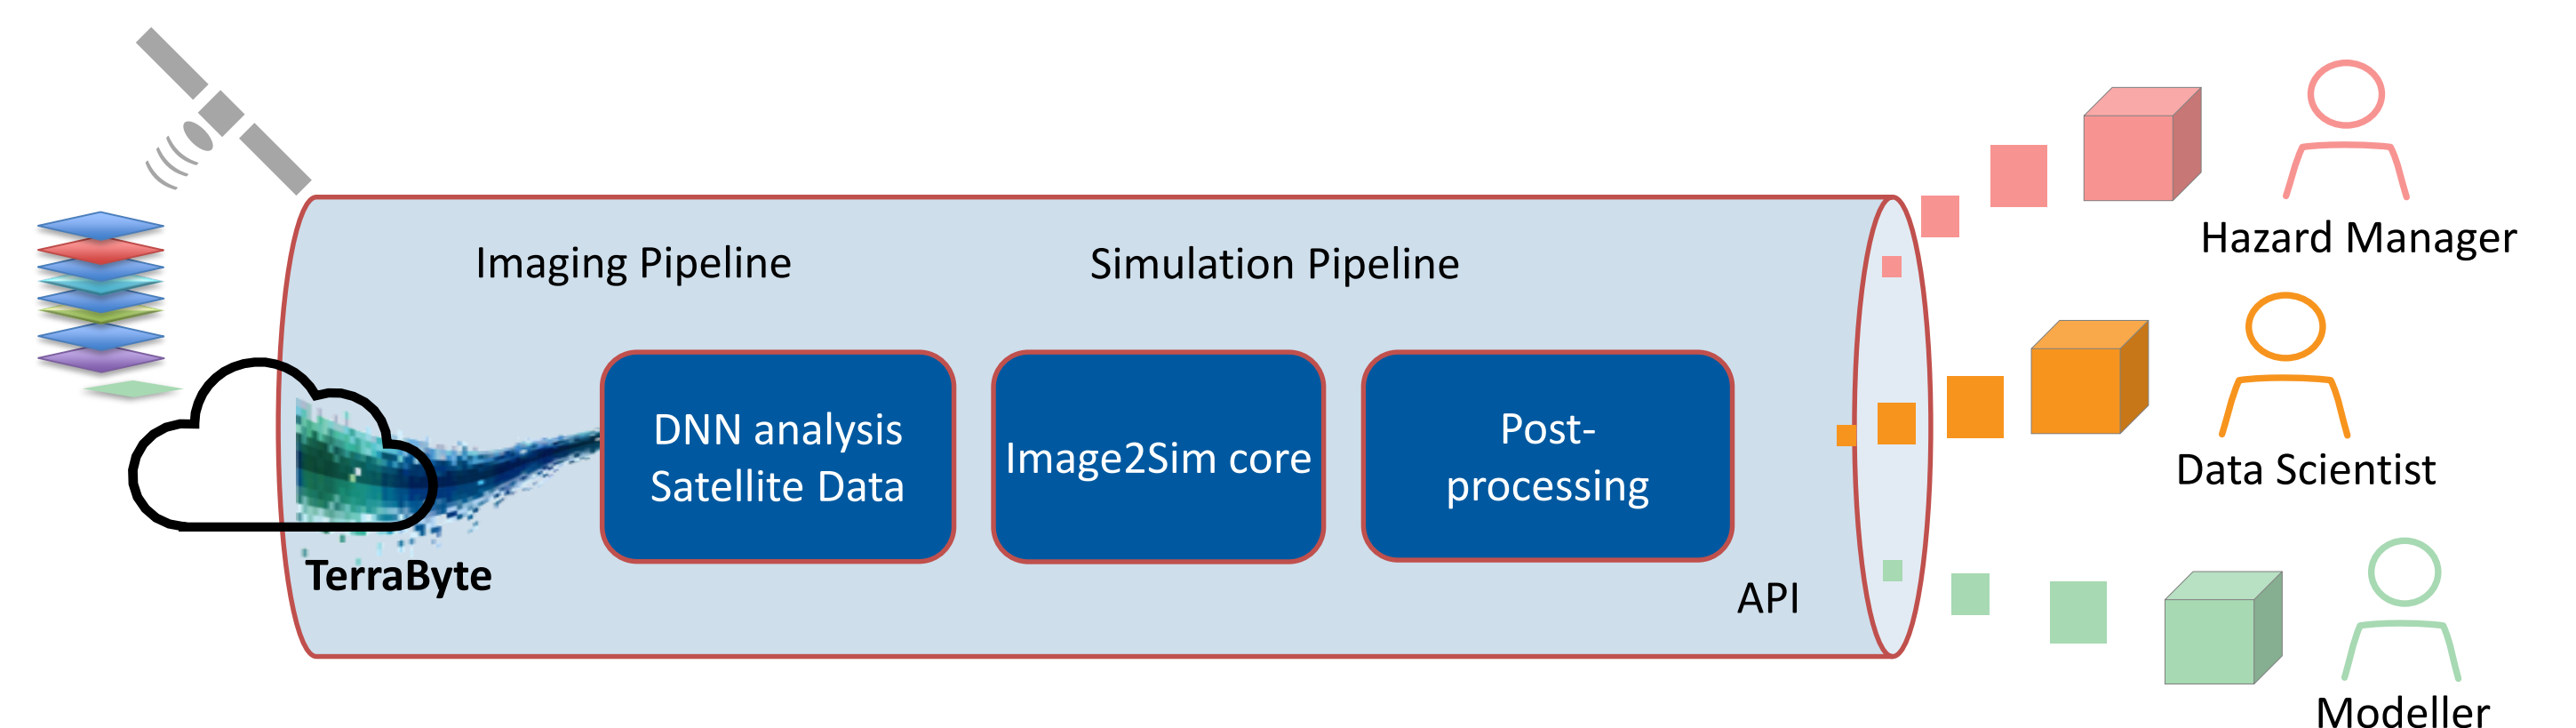 Imaging Pipeline
Simulation Pipeline
DNN analysis
Satellite Data
Image2Sim core
Post-
processing
TerraByte
API
Hazard Manager
Data Scientist
Modeller